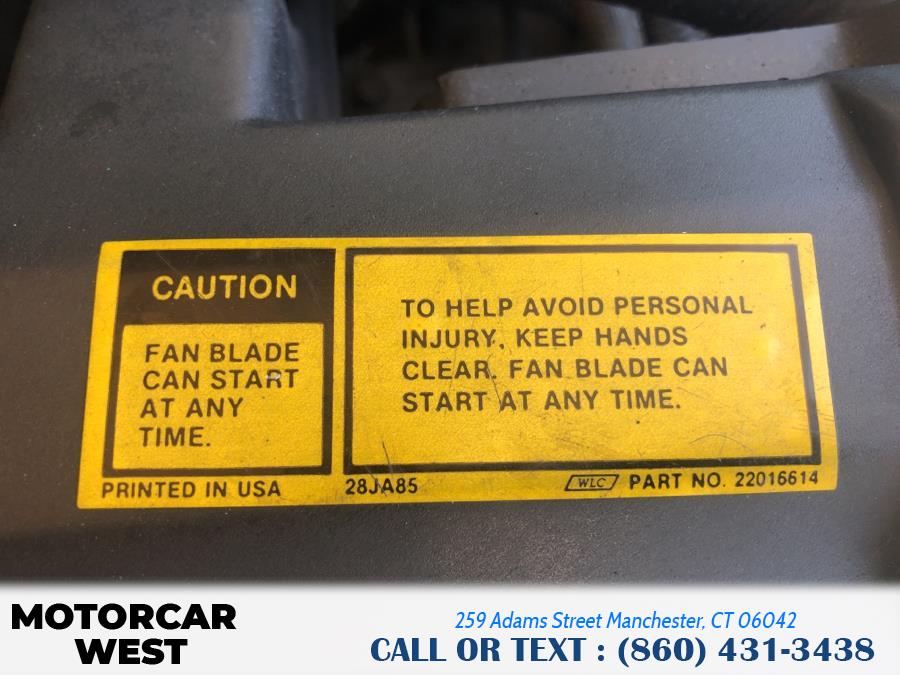 CAUTION
FAN BLADE
CAN START
AT ANY
TIME.
TO HELP AVOID PERSONAL
INJURY, KEEP HANDS
CLEAR. FAN BLADE CAN
START AT ANY TIME.
PRINTED IN USA 28JA85 WLC PART NO. 22016614
MOTORCAR
WEST
259 Adams Street Manchester, CT 06042
CALL OR TEXT : (860) 431-3438